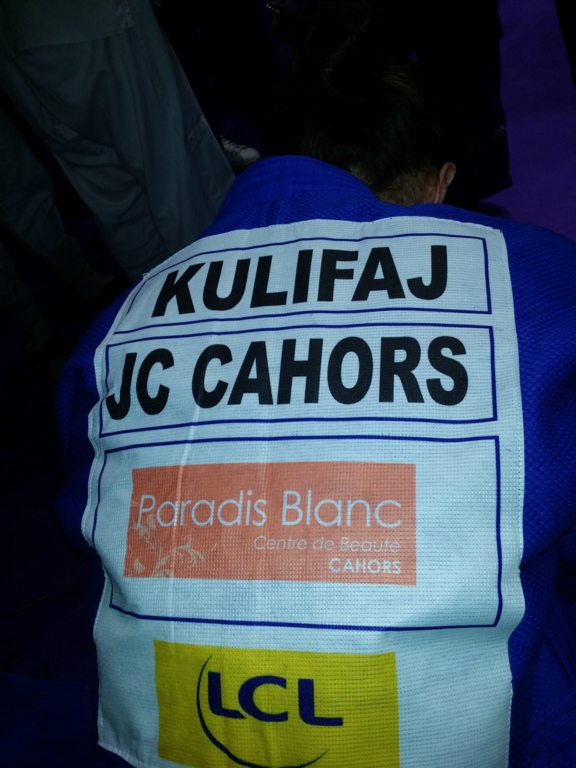 KULIFAJ
JC CAHORS
Paradis Blanc
Centre de Beauté
CAHORS
LCL